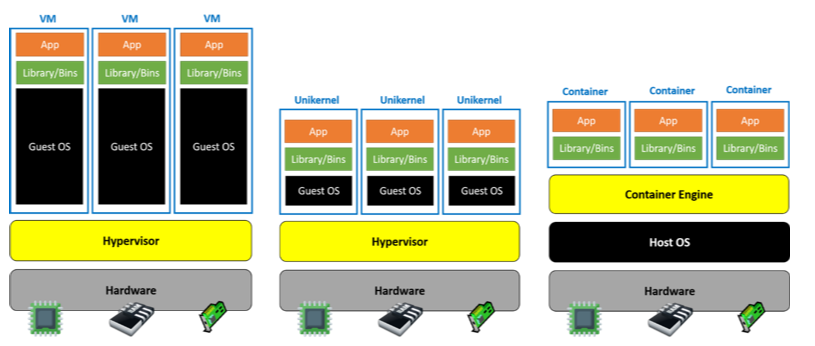 VM VM VM
App App App
Library/Bins Library/Bins Library/Bins
Guest OS Guest OS Guest OS
Hypervisor
Hardware
Unikernel Unikernel Unikernel
App App App
Library/Bins Library/Bins Library/Bins
Guest OS Guest OS Guest OS
Hypervisor
Hardware
Container Container Container
App App App
Library/Bins Library/Bins Library/Bins
Container Engine
Host OS
Hardware